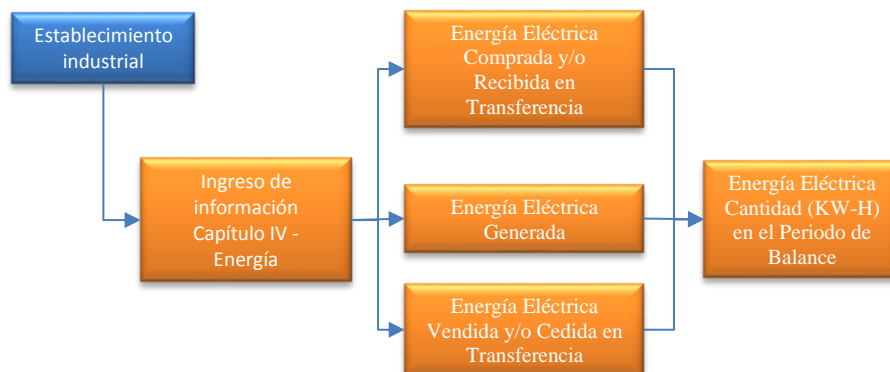 Establecimiento
industrial
Ingreso de
información
Capítulo IV -
Energía
Energía Eléctrica
Comprada y/o
Recibida en
Transferencia
Energía Eléctrica
Generada
Energía Eléctrica
Vendida y/o Cedida en
Transferencia
Energía Eléctrica
Cantidad (KW-H)
en el Periodo de
Balance